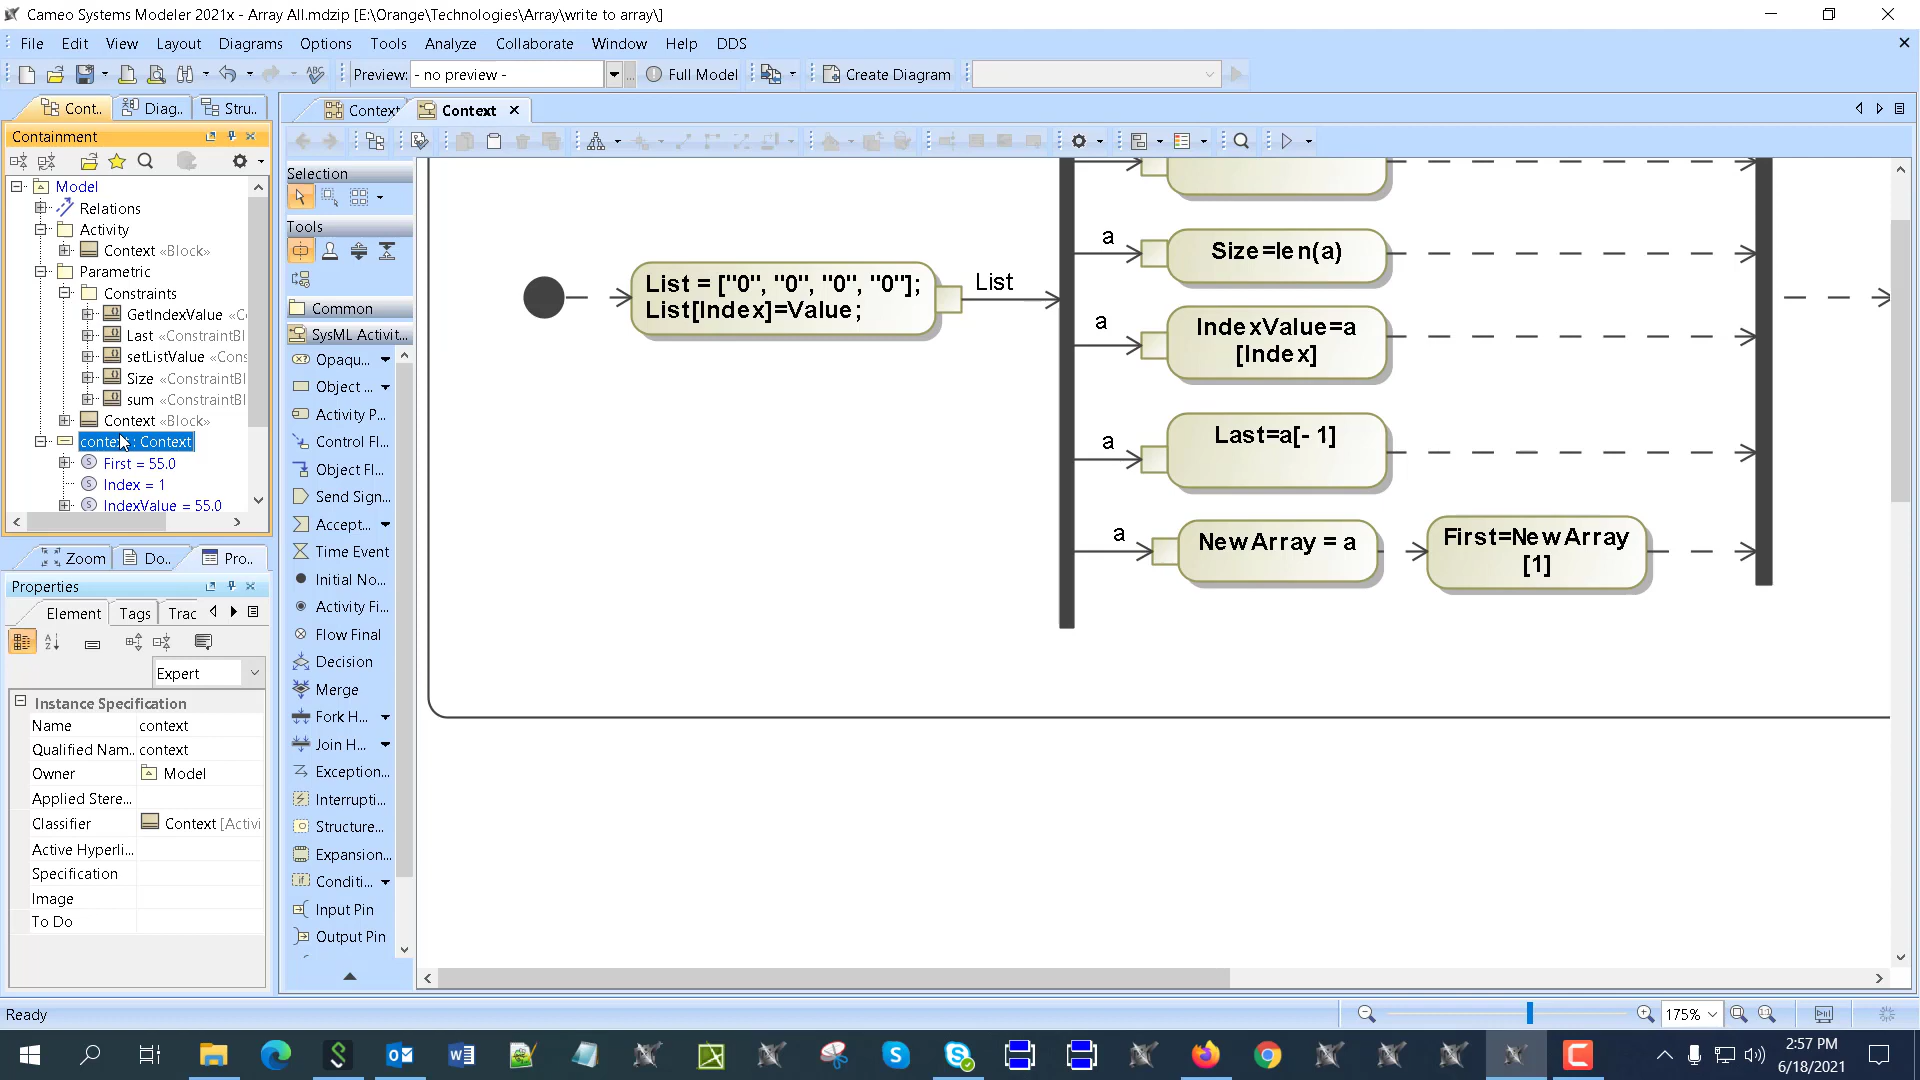 Cameo Systems Modeler 2021x - Array All.mdzip [E:\Orange\Technologies\Array\write to array\]
File Edit View Layout Diagrams Options Tools Analyze Collaborate Window Help DDS
Preview: - no preview - ... Full Model Create Diagram
Cont.. Diag.. Stru..
Context Context
Containment
Model
Relations
Activity
Context «Block»
Parametric
Constraints
GetIndexValue «C
Last «ConstraintBl
setListValue «Cons
Size «ConstraintBl
sum «ConstraintBl
Context «Block»
context : Context
First = 55.0
Index = 1
IndexValue = 55.0
Zoom Do.. Pro..
Properties
Element Tags Trac
Expert
Instance Specification
Name context
Qualified Nam.. context
Owner Model
Applied Stere...
Classifier Context [Activi
Active Hyperli...
Specification
Image
To Do
Selection
Tools
Common
SysML Activit...
Opaqu...
Object ...
Activity P...
Control Fl...
Object Fl...
Send Sign...
Accept...
Time Event
Initial No...
Activity Fi...
Flow Final
Decision
Merge
Fork H...
Join H...
Exception...
Interrupti...
Structure...
Expansion...
Conditi...
Input Pin
Output Pin
List = ["0", "0", "0", "0"];
List[Index]=Value;
List
a
Size=len(a)
a
IndexValue=a
[Index]
a
Last=a[- 1]
a
NewArray = a
First=NewArray
[1]
Ready
175%
2:57 PM
6/18/2021